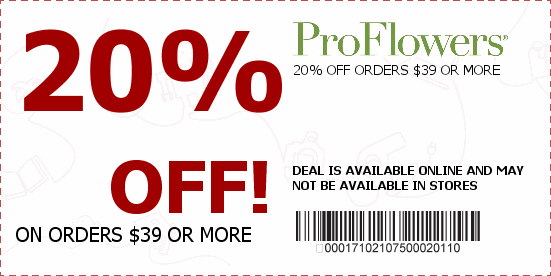 20%
OFF!
ON ORDERS $39 OR MORE
ProFlowers®
20% OFF ORDERS $39 OR MORE
DEAL IS AVAILABLE ONLINE AND MAY
NOT BE AVAILABLE IN STORES
00017102107500020110